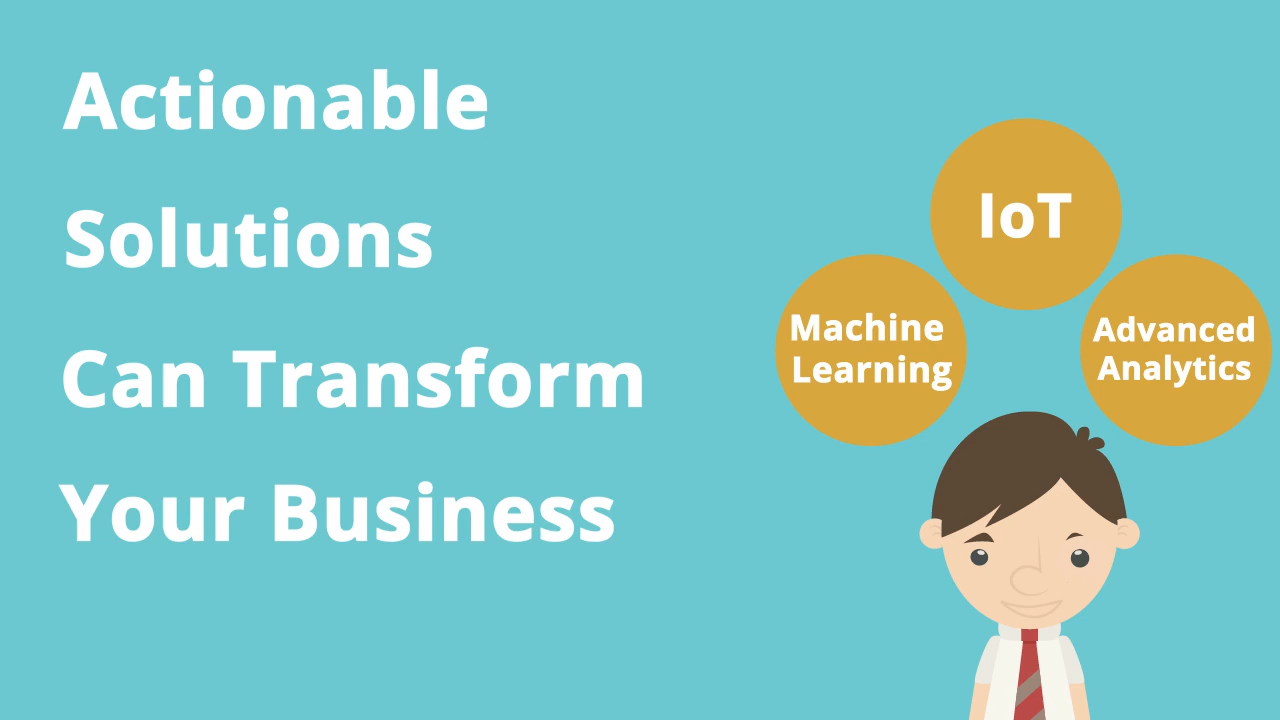 Actionable
Solutions
Can Transform
Your Business
IoT
Machine
Learning
Advanced
Analytics